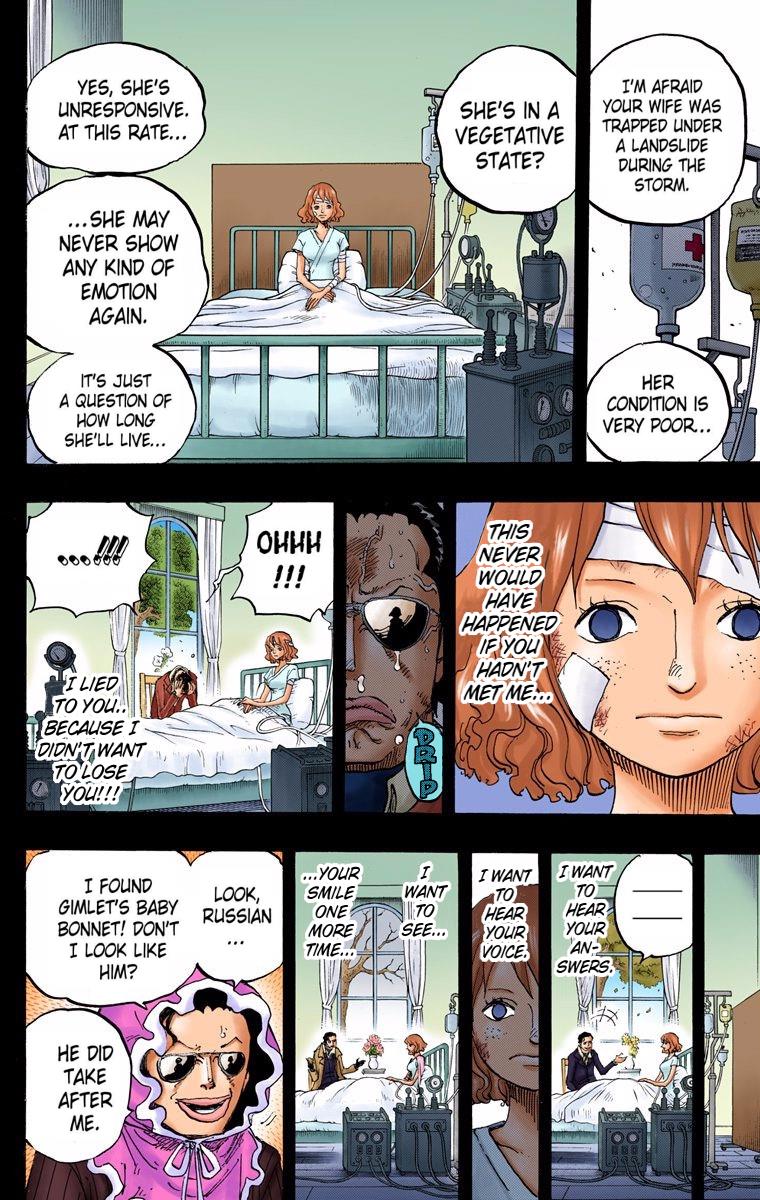 I'M AFRAID
YOUR WIFE WAS
TRAPPED UNDER
A LANDSLIDE
DURING THE
STORM.
HER
CONDITION IS
VERY POOR...
SHE'S IN A
VEGETATIVE
STATE?
YES, SHE'S
UNRESPONSIVE.
AT THIS RATE...
...SHE MAY
NEVER SHOW
ANY KIND OF
EMOTION
AGAIN.
IT'S JUST
A QUESTION OF
HOW LONG
SHE'LL LIVE...
THIS
NEVER
WOULD
HAVE
HAPPENED
IF YOU
HADN'T
MET ME...
DRIP
OHHH
!!!
...!!!
I LIED
TO YOU..
BECAUSE I
DIDN'T WANT
TO LOSE
YOU!!!
I WANT
TO
HEAR
YOUR
AN-
SWERS.
I WANT
TO
HEAR
YOUR
VOICE.
I
WANT
TO
SEE...
...YOUR
SMILE
ONE
MORE
TIME...
LOOK,
RUSSIAN
...
I FOUND
GIMLET'S BABY
BONNET! DON'T
I LOOK LIKE
HIM?
HE DID
TAKE
AFTER
ME.